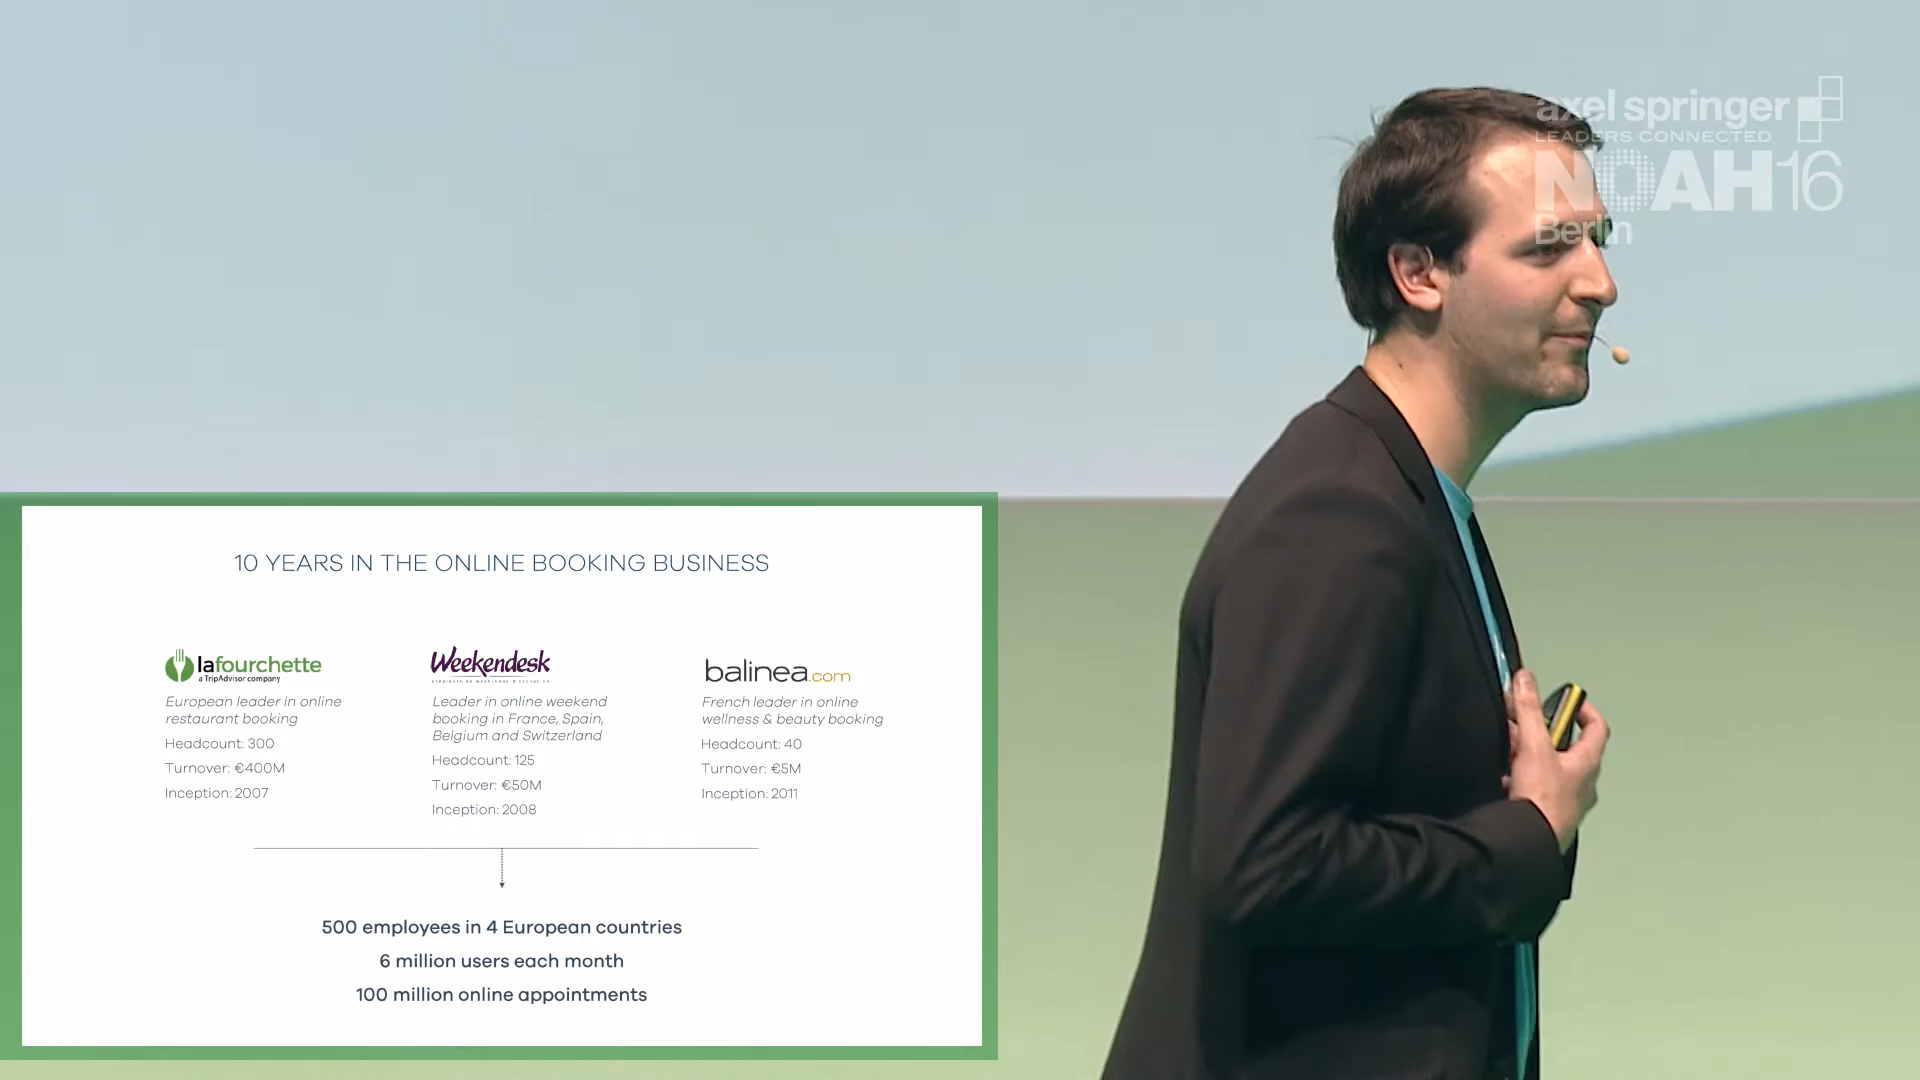 axel springer
LEADERS CONNECTED
NOAH16
Berlin
10 YEARS IN THE ONLINE BOOKING BUSINESS
lafourchette
a TripAdvisor company
European leader in online
restaurant booking
Headcount: 300
Turnover: €400M
Inception: 2007
Weekendesk
Leader in online weekend
booking in France, Spain,
Belgium and Switzerland
Headcount: 125
Turnover: €50M
Inception: 2008
balinea.com
French leader in online
wellness & beauty booking
Headcount: 40
Turnover: €5M
Inception: 2011
500 employees in 4 European countries
6 million users each month
100 million online appointments